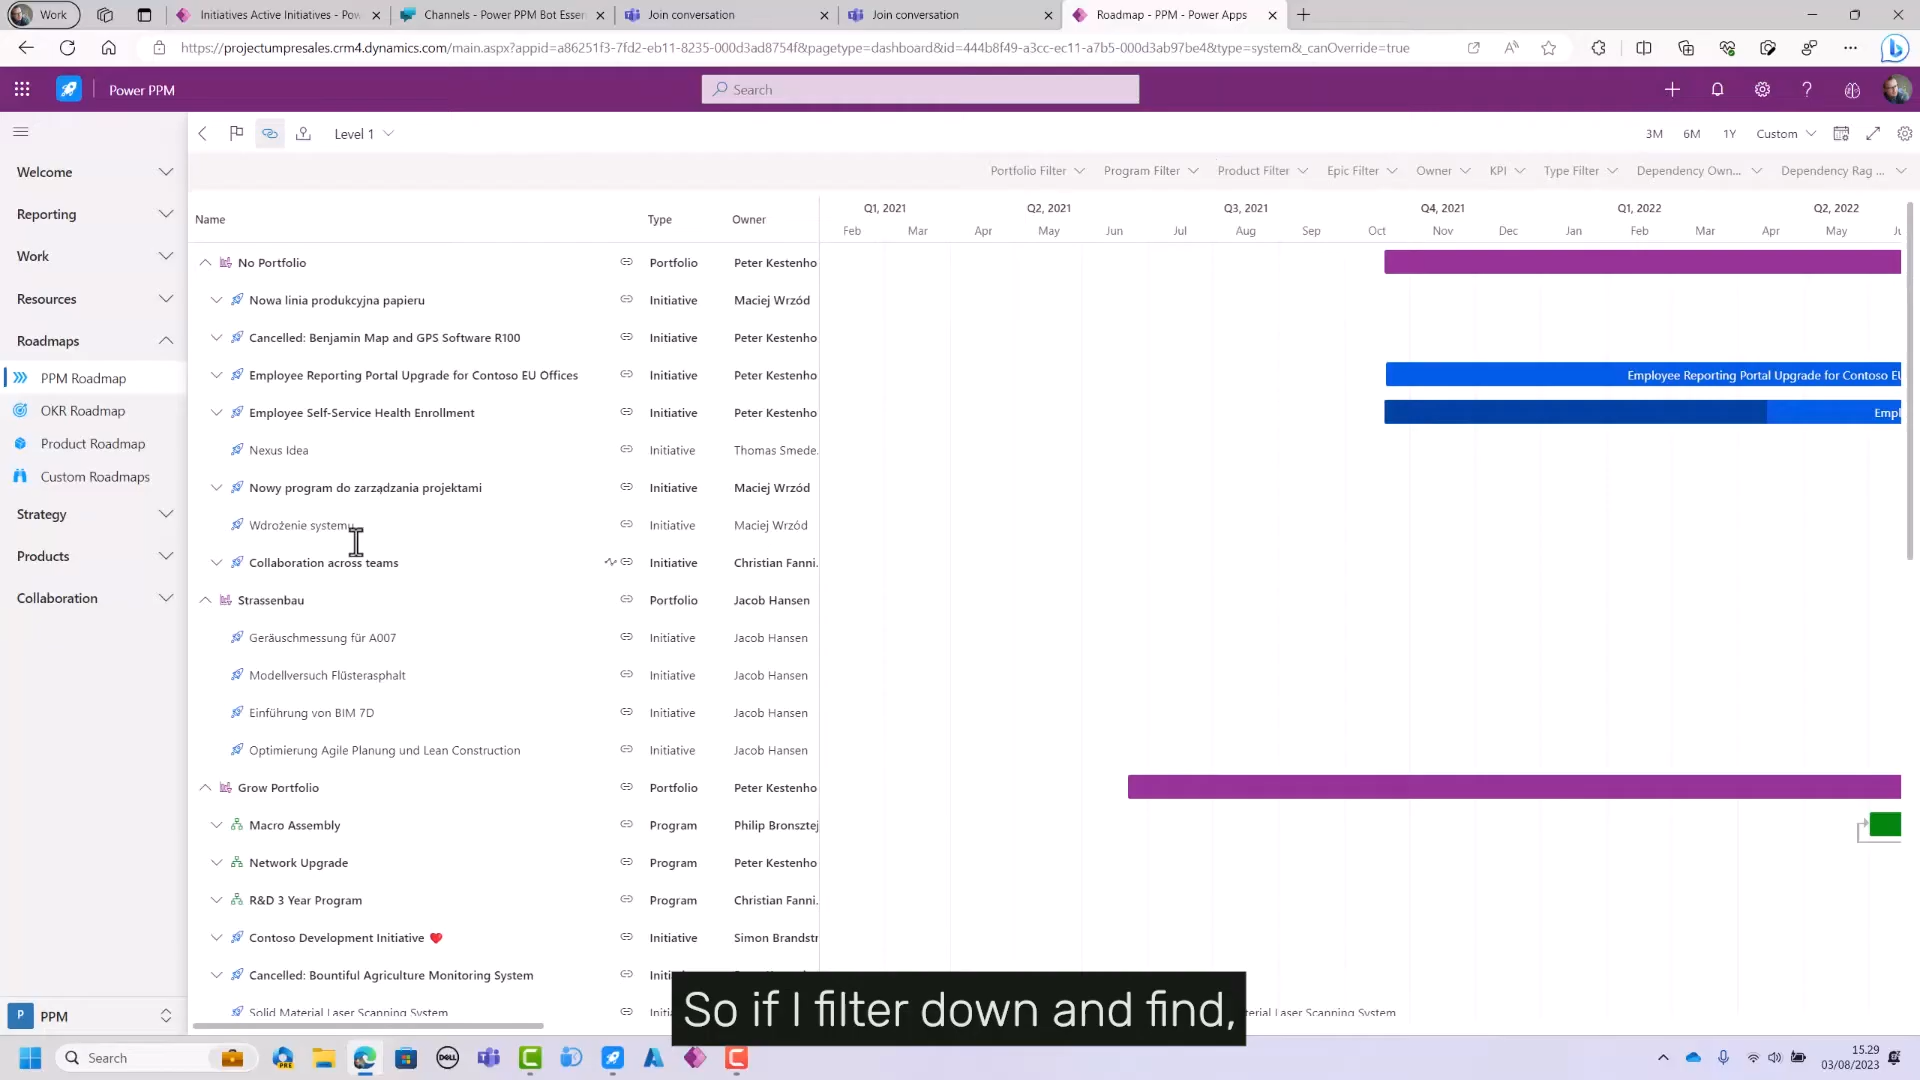 Work
Initiatives Active Initiatives - Pow
Channels - Power PPM Bot Essen
Join conversation
Join conversation
Roadmap - PPM - Power Apps
https://projectumpresales.crm4.dynamics.com/main.aspx?appid=a86251f3-7fd2-eb11-8235-000d3ad8754f&pagetype=dashboard&id=444b8f49-a3cc-ec11-a7b5-000d3ab97be4&type=system&_canOverride=true
Power PPM
Search
Level 1
3M 6M 1Y Custom
Portfolio Filter Program Filter Product Filter Epic Filter Owner KPI Type Filter Dependency Own... Dependency Rag ...
Welcome
Reporting
Work
Resources
Roadmaps
PPM Roadmap
OKR Roadmap
Product Roadmap
Custom Roadmaps
Strategy
Products
Collaboration
P PPM
Name Type Owner
Q1, 2021 Q2, 2021 Q3, 2021 Q4, 2021 Q1, 2022 Q2, 2022
Feb Mar Apr May Jun Jul Aug Sep Oct Nov Dec Jan Feb Mar Apr May Ju
No Portfolio Portfolio Peter Kestenho
Nowa linia produkcyjna papieru Initiative Maciej Wrzód
Cancelled: Benjamin Map and GPS Software R100 Initiative Peter Kestenho
Employee Reporting Portal Upgrade for Contoso EU Offices Initiative Peter Kestenho Employee Reporting Portal Upgrade for Contoso EU
Employee Self-Service Health Enrollment Initiative Peter Kestenho Empl
Nexus Idea Initiative Thomas Smede.
Nowy program do zarządzania projektami Initiative Maciej Wrzód
Wdrożenie systemu Initiative Maciej Wrzód
Collaboration across teams Initiative Christian Fanni.
Strassenbau Portfolio Jacob Hansen
Geräuschmessung für A007 Initiative Jacob Hansen
Modellversuch Flüsterasphalt Initiative Jacob Hansen
Einführung von BIM 7D Initiative Jacob Hansen
Optimierung Agile Planung und Lean Construction Initiative Jacob Hansen
Grow Portfolio Portfolio Peter Kestenho
Macro Assembly Program Philip Bronsztej
Network Upgrade Program Peter Kestenho
R&D 3 Year Program Program Christian Fanni.
Contoso Development Initiative ❤ Initiative Simon Brandstr
Cancelled: Bountiful Agriculture Monitoring System Initi
Solid Material Laser Scanning System Initi erial Laser Scanning System
So if I filter down and find,
Search
PRE
DELL
15.29
03/08/2023